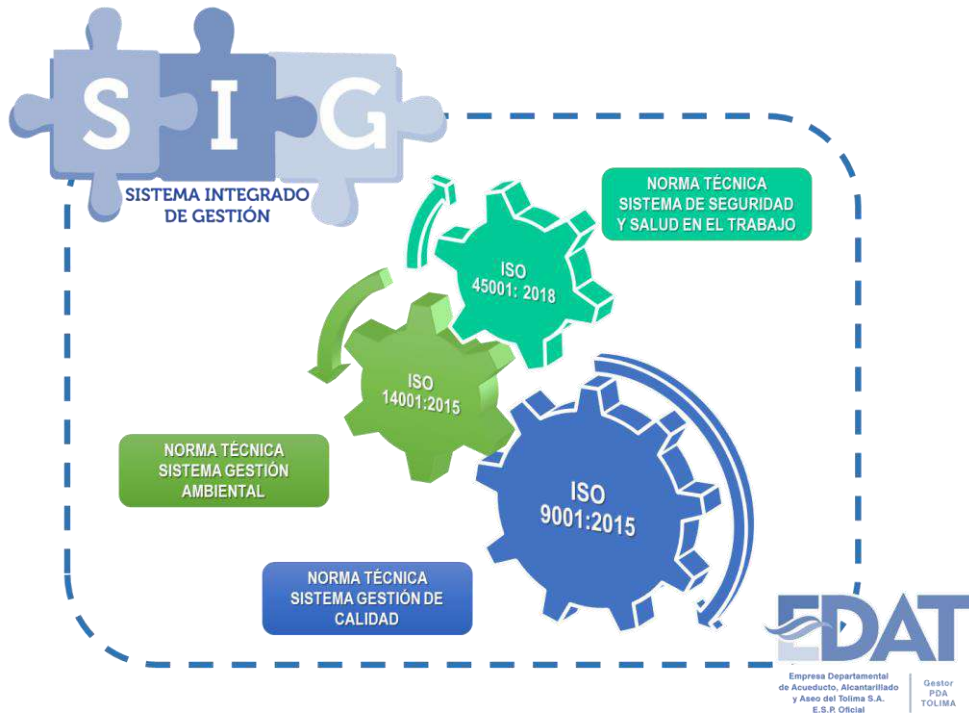 SIG
SISTEMA INTEGRADO
DE GESTIÓN
NORMA TÉCNICA
SISTEMA DE SEGURIDAD
Y SALUD EN EL TRABAJO
ISO
45001: 2018
ISO
14001:2015
NORMA TÉCNICA
SISTEMA GESTIÓN
AMBIENTAL
ISO
9001:2015
NORMA TÉCNICA
SISTEMA GESTIÓN DE
CALIDAD
EDAT
Empresa Departamental
de Acueducto, Alcantarillado
y Aseo del Tolima S.A.
E.S.P. Oficial
Gestor
PDA
TOLIMA